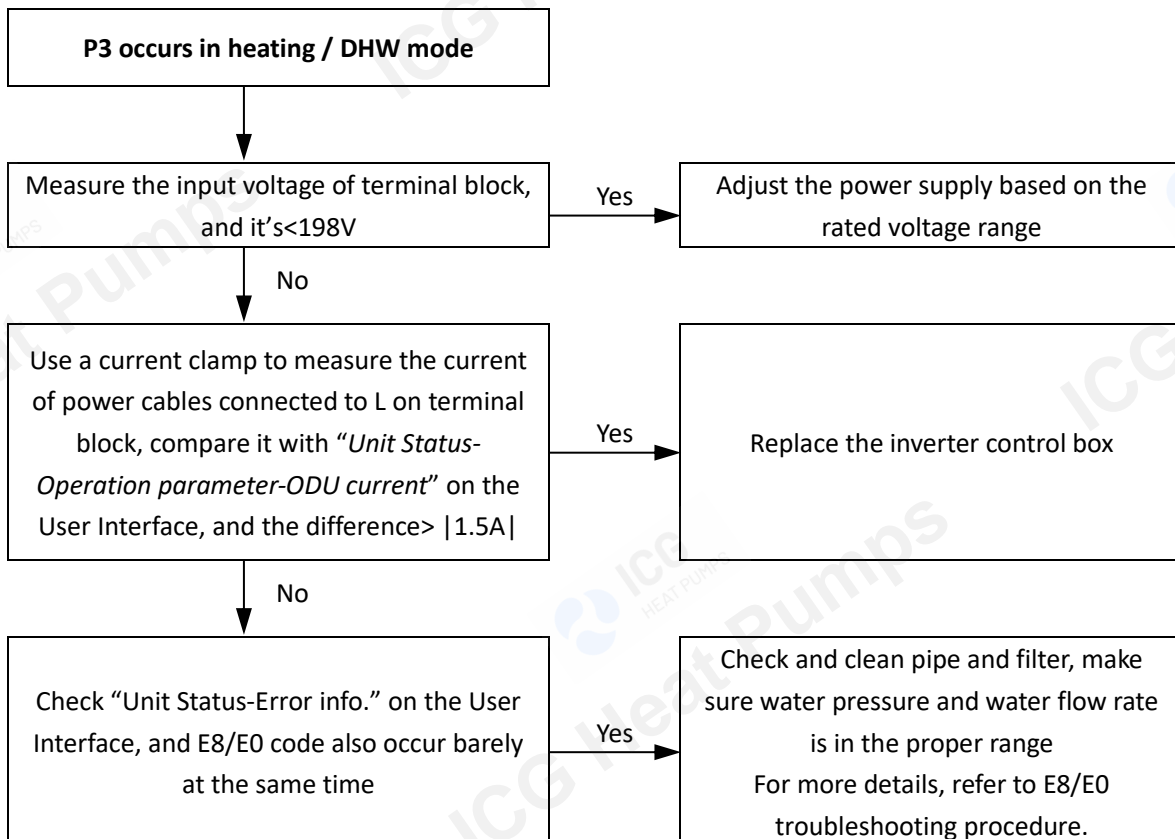 P3 occurs in heating / DHW mode
Measure the input voltage of terminal block,
and it's<198V
Yes
Adjust the power supply based on the
rated voltage range
No
Use a current clamp to measure the current
of power cables connected to L on terminal
block, compare it with “Unit Status-
Operation parameter-ODU current” on the
User Interface, and the difference> |1.5A|
Yes
Replace the inverter control box
No
Check “Unit Status-Error info.” on the User
Interface, and E8/E0 code also occur barely
at the same time
Yes
Check and clean pipe and filter, make
sure water pressure and water flow rate
is in the proper range
For more details, refer to E8/E0
troubleshooting procedure.
ICG
HEAT PUMPS
ICG Heat Pumps